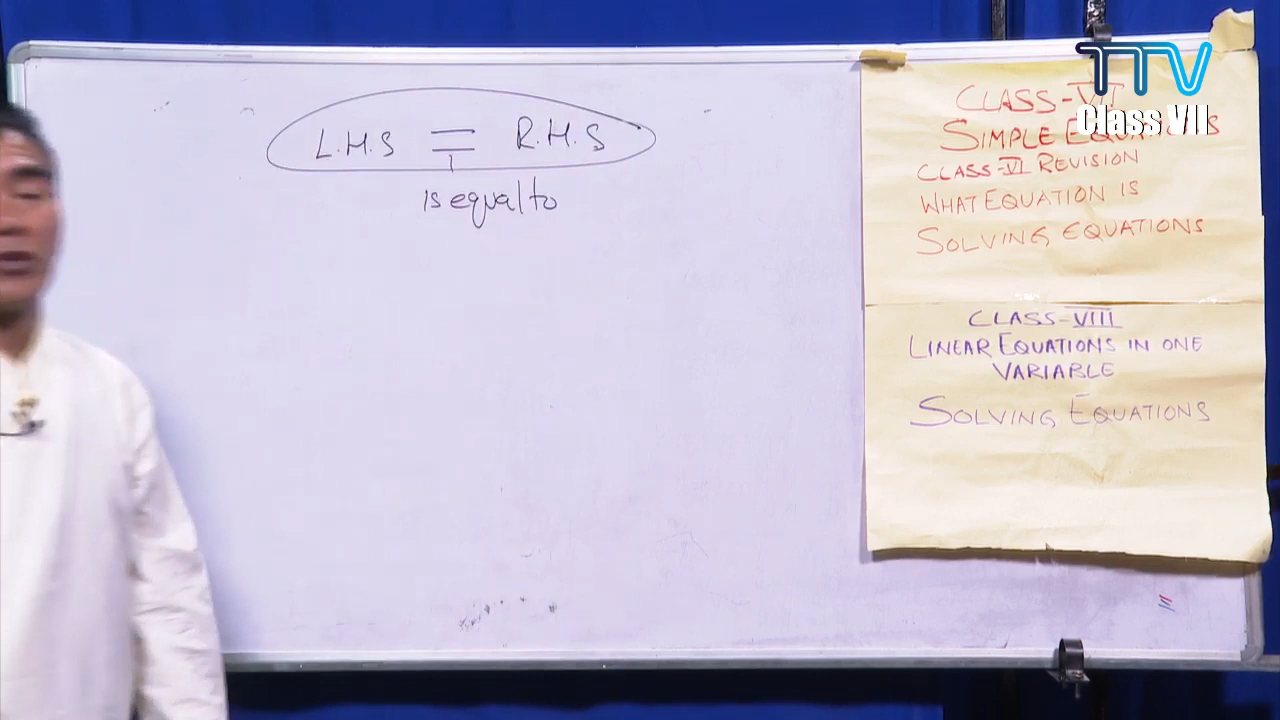 L.H.S = R.H.S
is equal to
TTV
Class VII
CLASS-VII
SIMPLE EQUATIONS
CLASS-VI REVISION
WHAT EQUATION IS
SOLVING EQUATIONS
CLASS-VIII
LINEAR EQUATIONS IN ONE
VARIABLE
SOLVING EQUATIONS